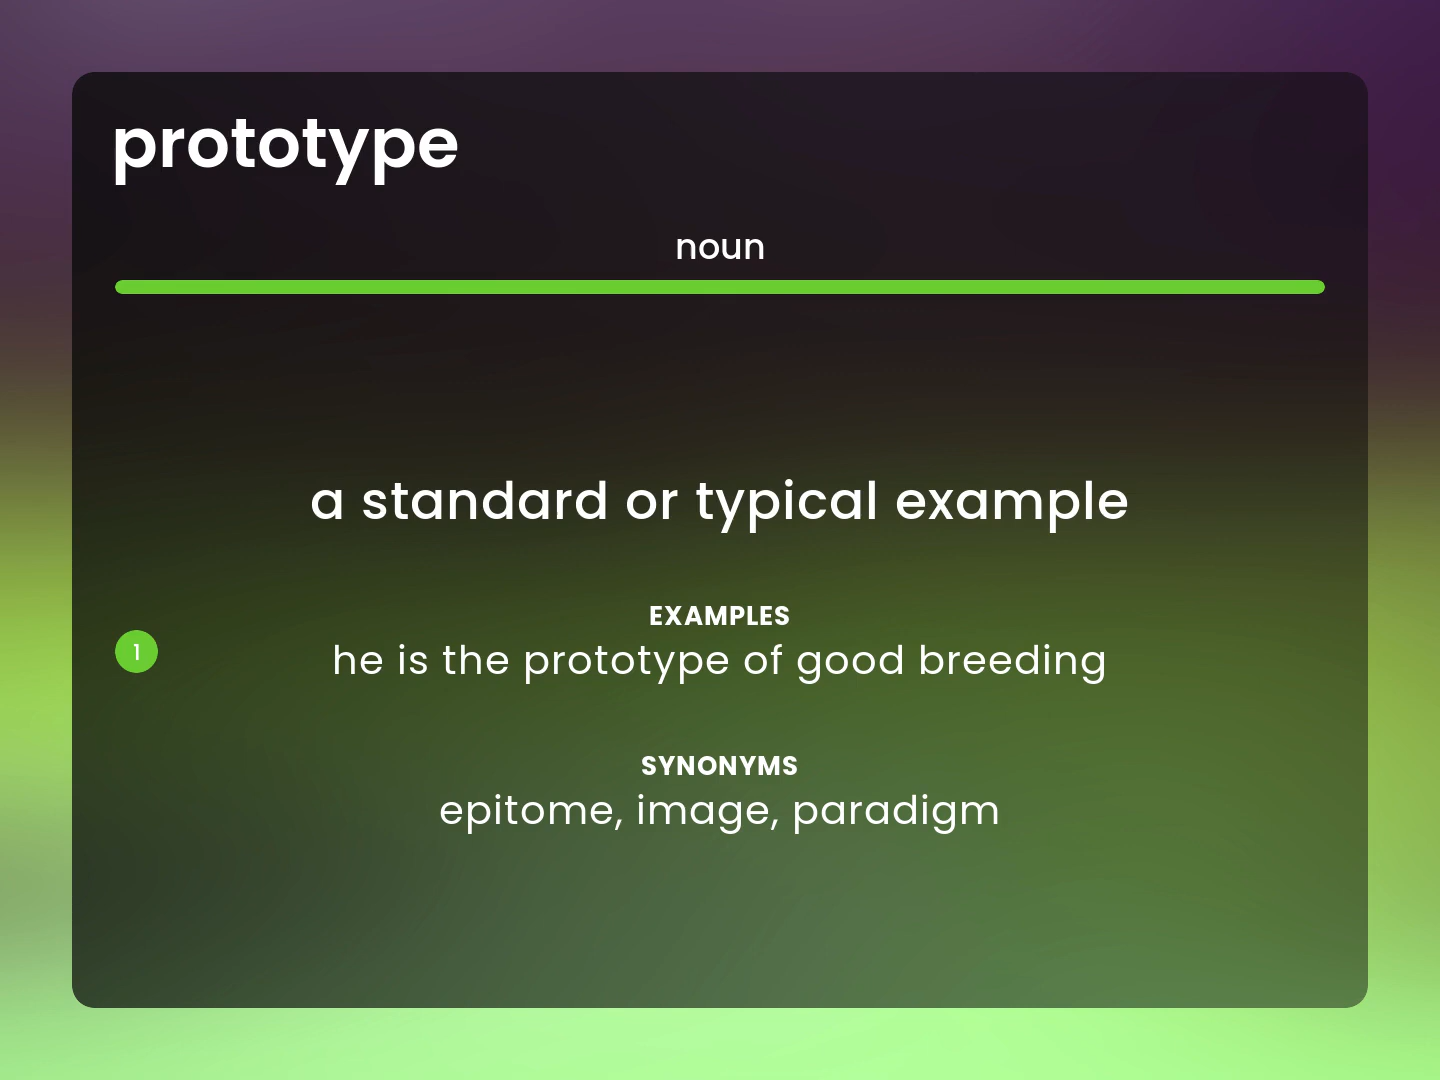 prototype
noun
a standard or typical example
EXAMPLES
1
he is the prototype of good breeding
SYNONYMS
epitome, image, paradigm